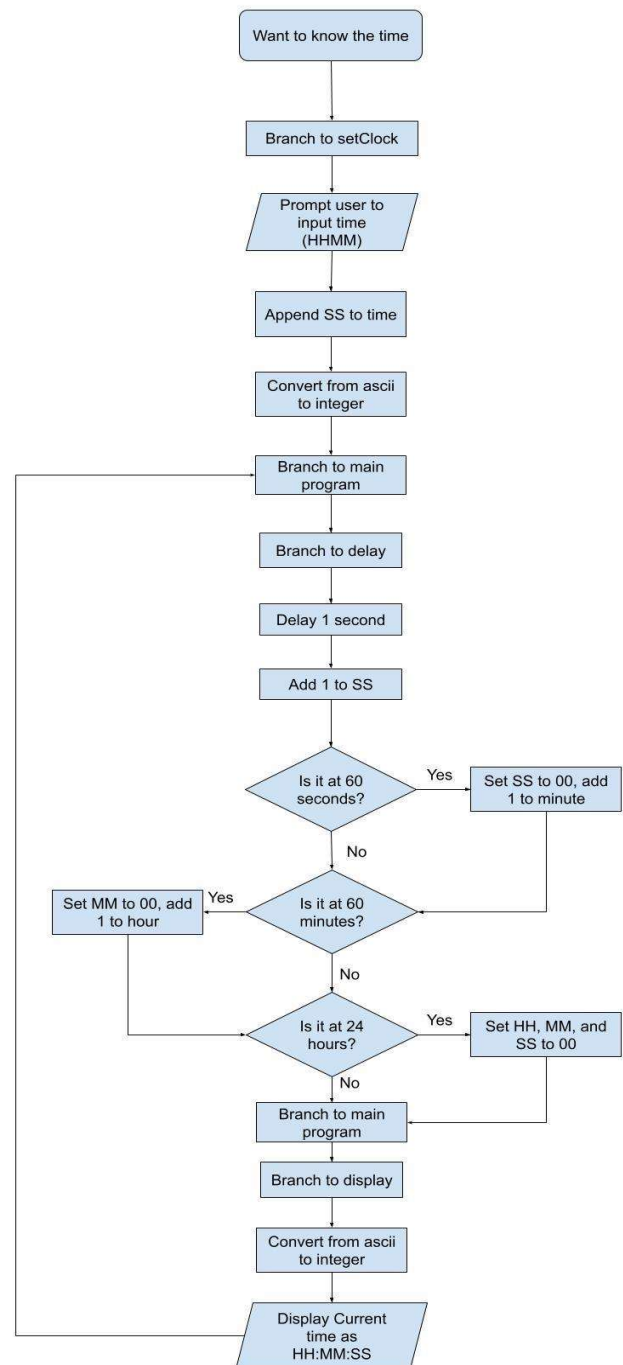 Want to know the time
Branch to setClock
Prompt user to
input time
(HHMM)
Append SS to time
Convert from ascii
to integer
Branch to main
program
Branch to delay
Delay 1 second
Add 1 to SS
Is it at 60
seconds?
Yes
Set SS to 00, add
1 to minute
No
Is it at 60
minutes?
Yes
Set MM to 00, add
1 to hour
No
Is it at 24
hours?
Yes
Set HH, MM, and
SS to 00
No
Branch to main
program
Branch to display
Convert from ascii
to integer
Display Current
time as
HH:MM:SS